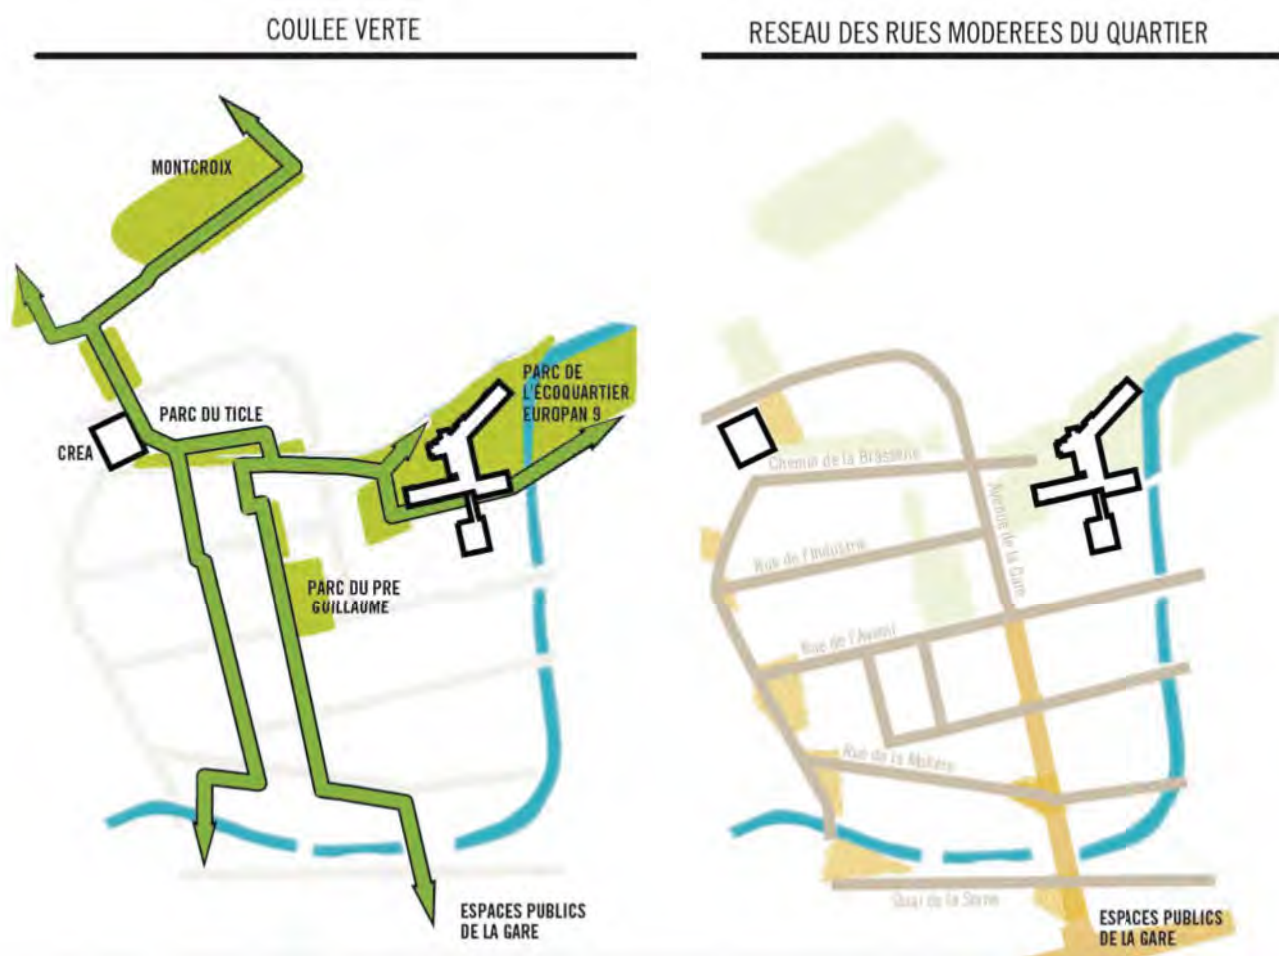 COULEE VERTE
MONTCROIX
PARC DE
L'ÉCOQUARTIER
EUROPAN 9
PARC DU TICLE
CREA
PARC DU PRE
GUILLAUME
ESPACES PUBLICS
DE LA GARE
RESEAU DES RUES MODEREES DU QUARTIER
Chemin de la Brasserie
Avenue de la Gare
Rue de l'Industrie
Rue de l'Avenir
Rue de la Molière
Quai de la Sorne
ESPACES PUBLICS
DE LA GARE